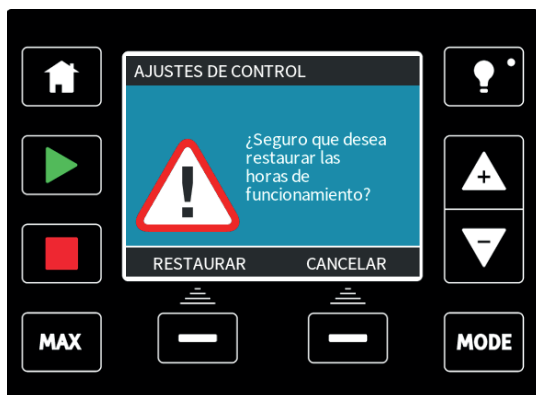 AJUSTES DE CONTROL
¿Seguro que desea
restaurar las
horas de
funcionamiento?
RESTAURAR CANCELAR
MAX
MODE